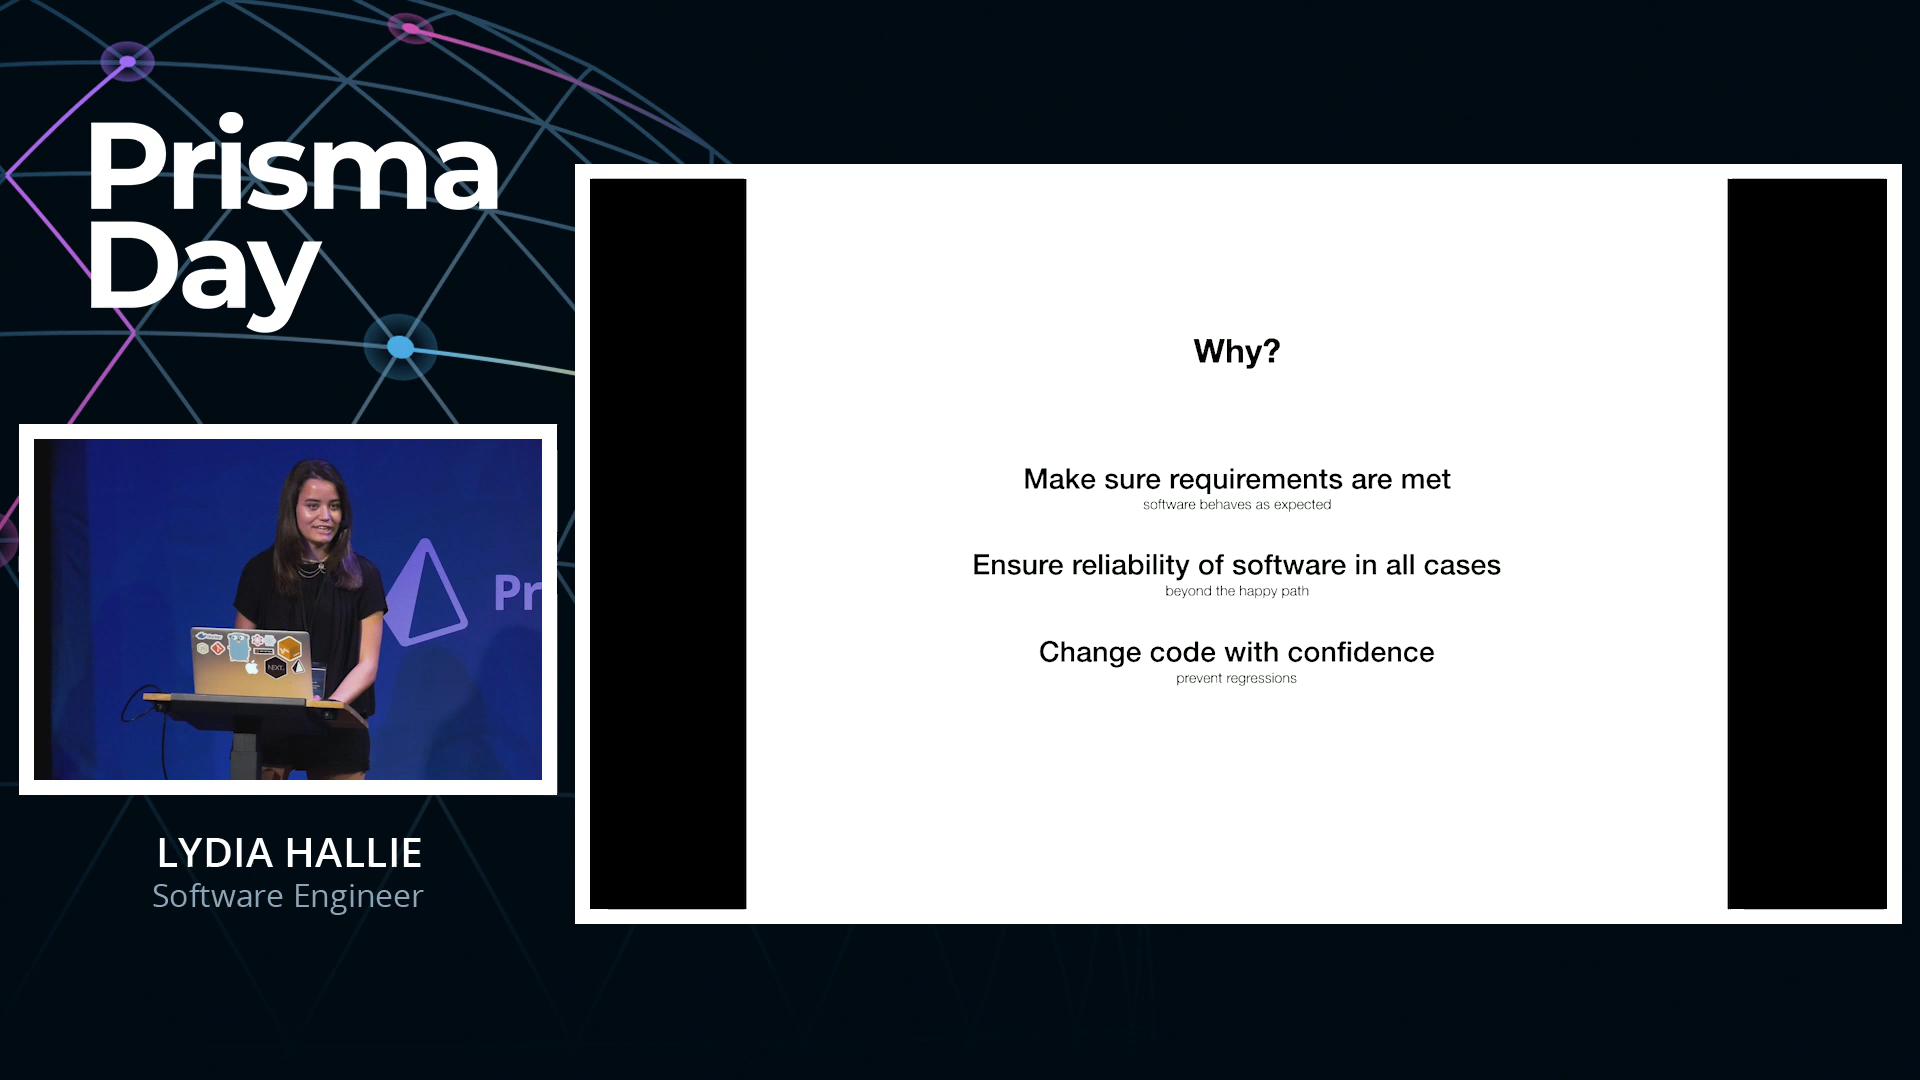 Prisma
Day
Why?
Make sure requirements are met
software behaves as expected
Ensure reliability of software in all cases
beyond the happy path
Change code with confidence
prevent regressions
Pr
NEXT
LYDIA HALLIE
Software Engineer